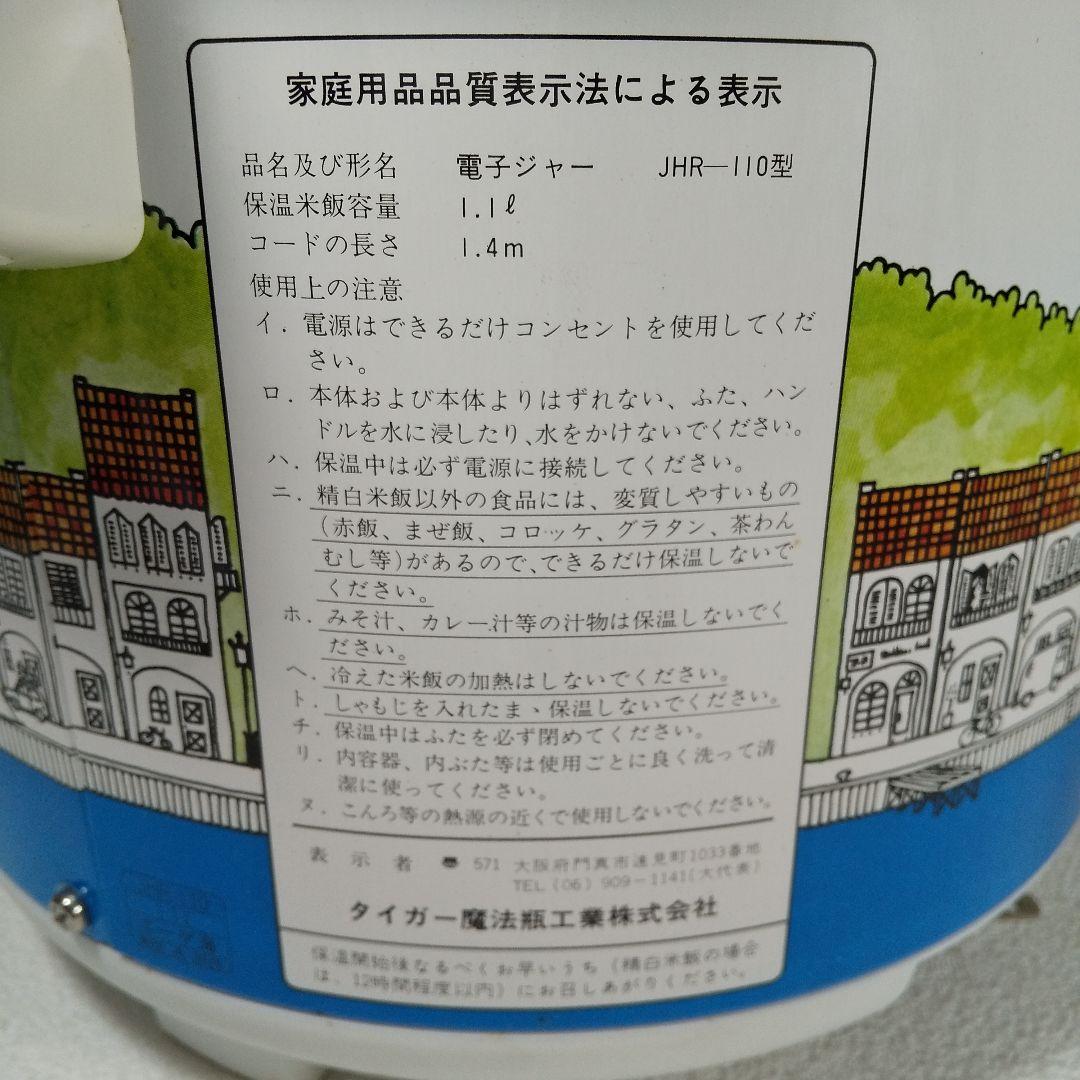 家庭用品品質表示法による表示
品名及び形名 電子ジャー JHR—110型
保温米飯容量 1.1ℓ
コードの長さ 1.4m
使用上の注意
イ. 電源はできるだけコンセントを使用してくだ
さい。
ロ. 本体および本体よりはずれない、ふた、ハン
ドルを水に浸したり、水をかけないでください。
ハ. 保温中は必ず電源に接続してください。
ニ. 精白米飯以外の食品には、変質しやすいもの
(赤飯、まぜ飯、コロッケ、グラタン、茶わん
むし等)があるので、できるだけ保温しないで
ください。
ホ. みそ汁、カレー汁等の汁物は保温しないでく
ださい。
ヘ. 冷えた米飯の加熱はしないでください。
ト. しゃもじを入れたまゝ保温しないでください。
チ. 保温中はふたを必ず閉めてください。
リ. 内容器、内ぶた等は使用ごとに良く洗って清
潔に使ってください。
ヌ. こんろ等の熱源の近くで使用しないでください。
表示者 571 大阪府門真市速見町1033番地
TEL (06) 909−1141(大代表)
タイガー魔法瓶工業株式会社
保温開始後なるべくお早いうち (精白米飯の場合
は、12時間程度以内) にお召しあがりください。